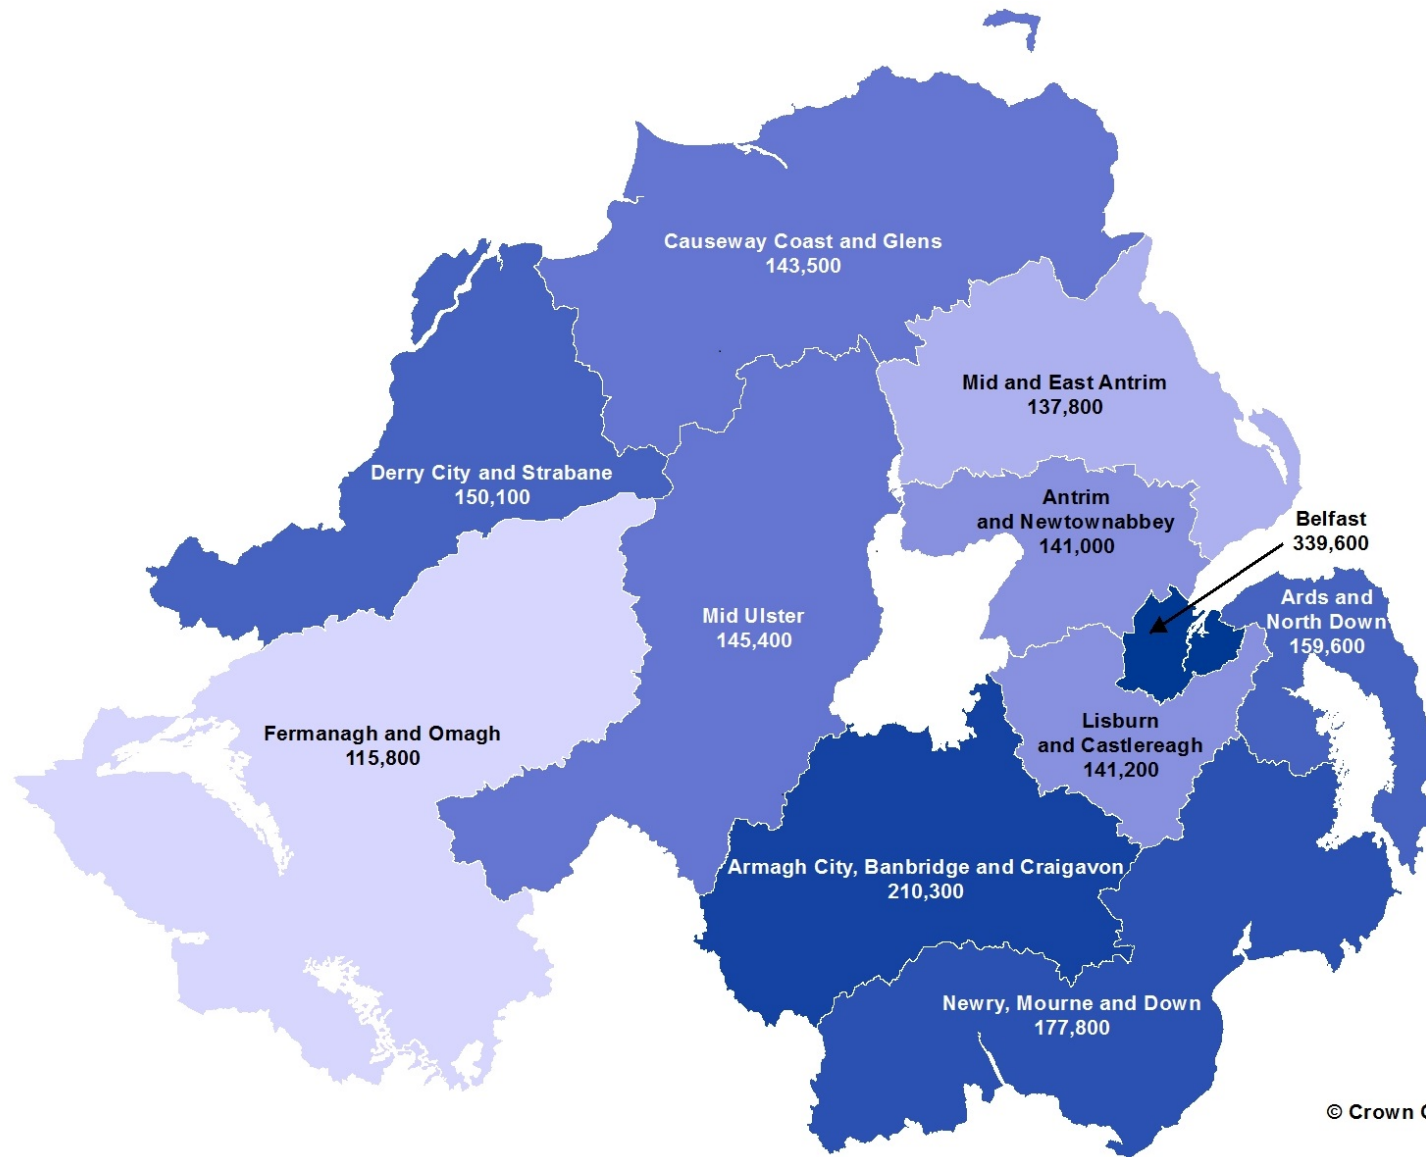 Causeway Coast and Glens
143,500
Mid and East Antrim
137,800
Derry City and Strabane
150,100
Antrim
and Newtownabbey
141,000
Belfast
339,600
Ards and
North Down
159,600
Mid Ulster
145,400
Fermanagh and Omagh
115,800
Lisburn
and Castlereagh
141,200
Armagh City, Banbridge and Craigavon
210,300
Newry, Mourne and Down
177,800
© Crown